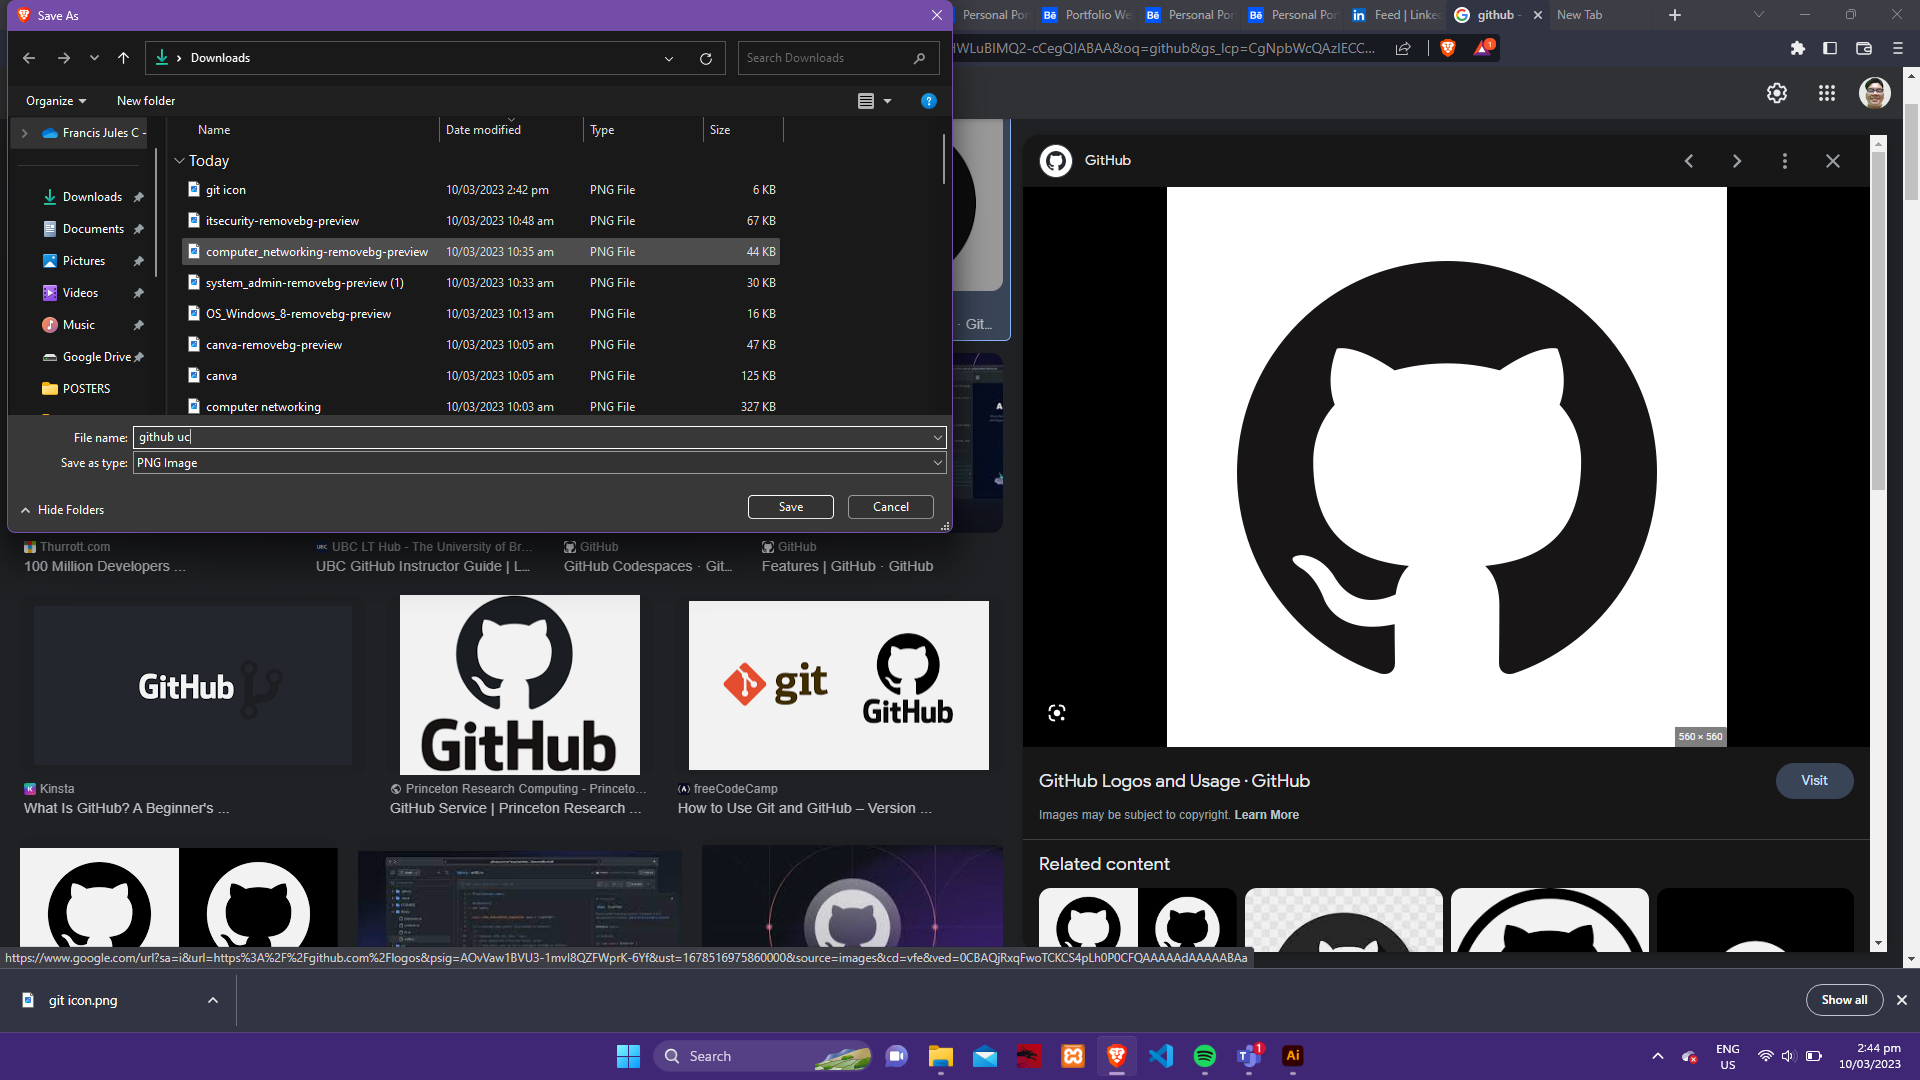 Save As
Personal Por
Portfolio We
Personal Por
Personal Por
Feed | Linke
github -
New Tab
Downloads
Search Downloads
HWLuBIMQ2-cCegQIABAA&oq=github&gs_lcp=CgNpbWcQAzIECC...
1
Organize
New folder
Francis Jules C -
Name
Date modified
Type
Size
Today
Downloads
Documents
Pictures
Videos
Music
Google Drive
POSTERS
git icon 10/03/2023 2:42 pm PNG File 6 KB
itsecurity-removebg-preview 10/03/2023 10:48 am PNG File 67 KB
computer_networking-removebg-preview 10/03/2023 10:35 am PNG File 44 KB
system_admin-removebg-preview (1) 10/03/2023 10:33 am PNG File 30 KB
OS_Windows_8-removebg-preview 10/03/2023 10:13 am PNG File 16 KB
canva-removebg-preview 10/03/2023 10:05 am PNG File 47 KB
canva 10/03/2023 10:05 am PNG File 125 KB
computer networking 10/03/2023 10:03 am PNG File 327 KB
File name: github uc
Save as type: PNG Image
Hide Folders
Save
Cancel
GitHub
· Git...
560 × 560
Thurrott.com
100 Million Developers ...
UBC LT Hub - The University of Br...
UBC GitHub Instructor Guide | L...
GitHub
GitHub Codespaces · Git...
GitHub
Features | GitHub · GitHub
GitHub
GitHub
git
GitHub
Kinsta
What Is GitHub? A Beginner's ...
Princeton Research Computing - Princeto...
GitHub Service | Princeton Research ...
freeCodeCamp
How to Use Git and GitHub – Version ...
GitHub Logos and Usage · GitHub
Visit
Images may be subject to copyright. Learn More
Related content
https://www.google.com/url?sa=i&url=https%3A%2F%2Fgithub.com%2Flogos&psig=AOvVaw1BVU3-1mvI8QZFWprK-6Yf&ust=1678516975860000&source=images&cd=vfe&ved=0CBAQjRxqFwoTCKCS4pLh0P0CFQAAAAAdAAAAABAa
git icon.png
Show all
Search
1
Ai
ENG
US
2:44 pm
10/03/2023